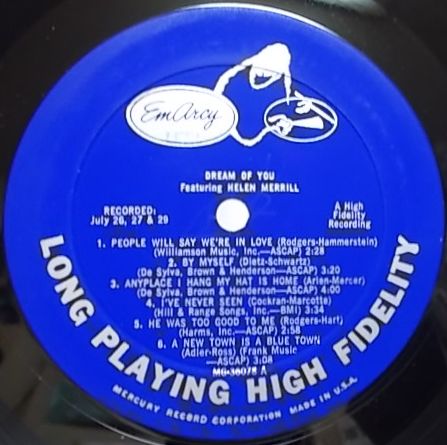 EmArcy
DREAM OF YOU
Featuring HELEN MERRILL
RECORDED:
July 26, 27 & 29
A High
Fidelity
Recording
1. PEOPLE WILL SAY WE'RE IN LOVE (Rodgers-Hammerstein)
(Williamson Music, Inc.—ASCAP) 2:28
2. BY MYSELF (Dietz-Schwartz)
(De Sylva, Brown & Henderson—ASCAP) 3:20
3. ANYPLACE I HANG MY HAT IS HOME (Arlen-Mercer)
(De Sylva, Brown & Henderson—ASCAP) 4:00
4. I'VE NEVER SEEN (Cockran-Marcotte)
(Hill & Range Songs, Inc.—BMI) 3:34
5. HE WAS TOO GOOD TO ME (Rodgers-Hart)
(Harms, Inc.—ASCAP) 2:58
6. A NEW TOWN IS A BLUE TOWN
(Adler-Ross) (Frank Music
—ASCAP) 3:08
MG-36078 A
LONG PLAYING HIGH FIDELITY
MERCURY RECORD CORPORATION MADE IN U.S.A.